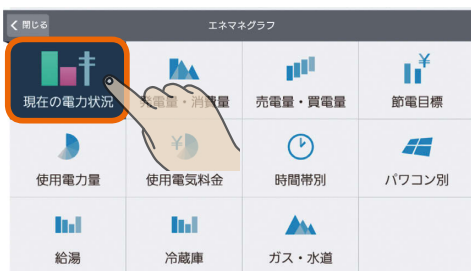 < 閉じる
エネマネグラフ
現在の電力状況
発電量・消費量
売電量・買電量
¥
節電目標
使用電力量
¥
使用電気料金
時間帯別
パワコン別
給湯
冷蔵庫
ガス・水道